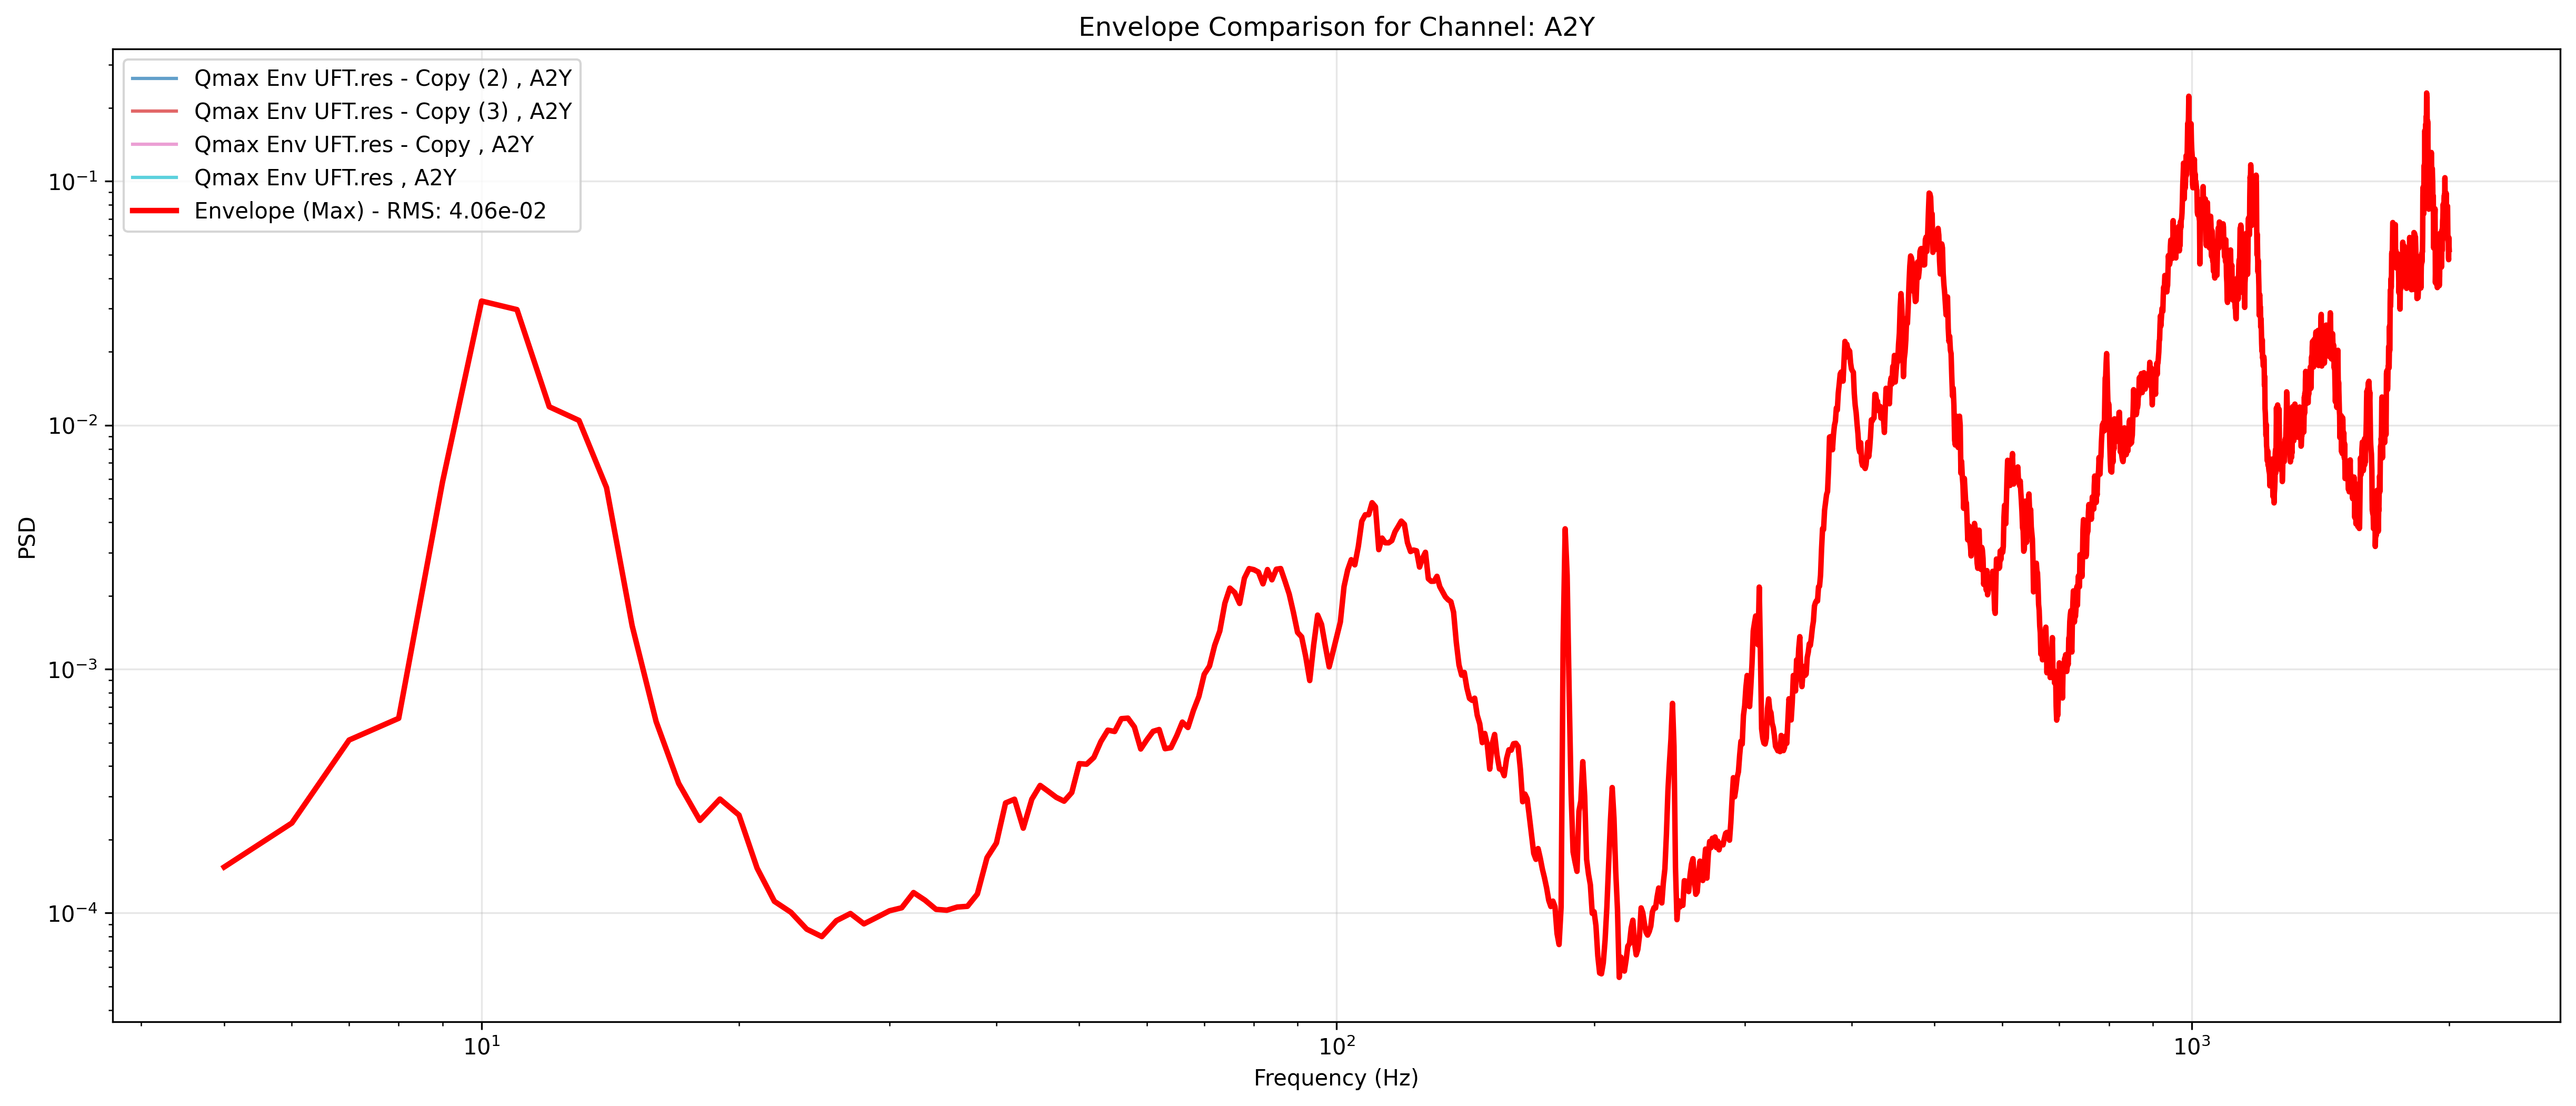 Envelope Comparison for Channel: A2Y
Qmax Env UFT.res - Copy (2) , A2Y
Qmax Env UFT.res - Copy (3) , A2Y
Qmax Env UFT.res - Copy , A2Y
Qmax Env UFT.res , A2Y
Envelope (Max) - RMS: 4.06e-02
PSD
10⁻¹
10⁻²
10⁻³
10⁻⁴
10¹ 10² 10³
Frequency (Hz)